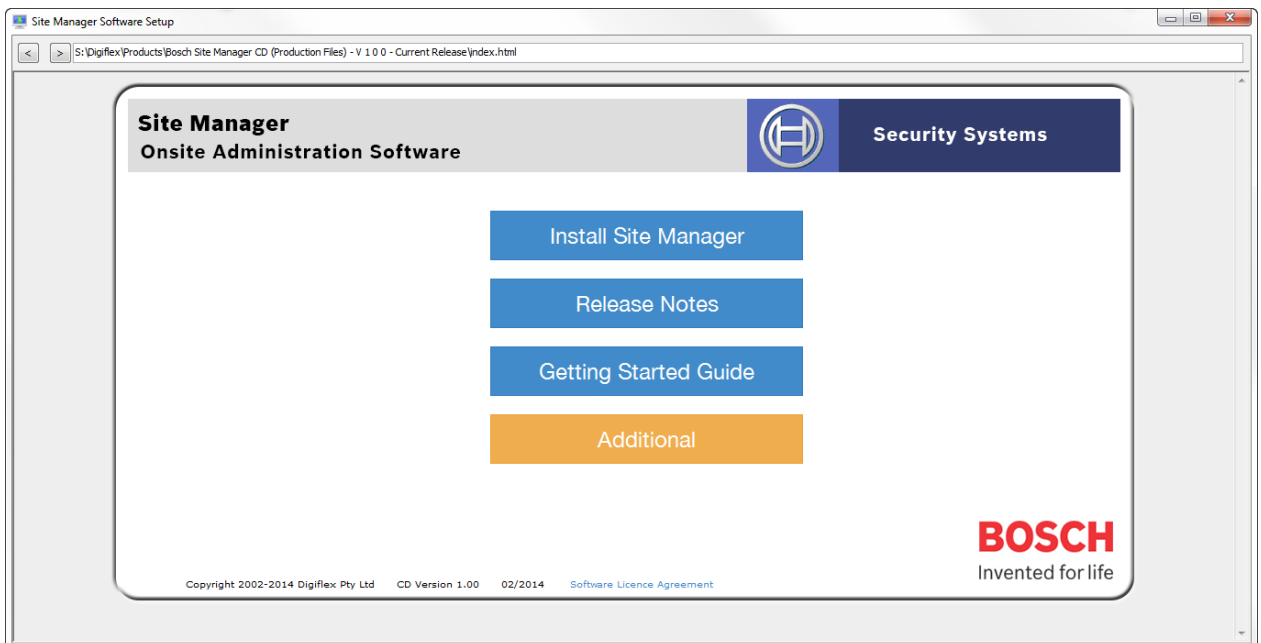 Site Manager Software Setup
< > S:\Digiflex\Products\Bosch Site Manager CD (Production Files) - V 1 0 0 - Current Release\index.html
Site Manager
Onsite Administration Software
Security Systems
Install Site Manager
Release Notes
Getting Started Guide
Additional
BOSCH
Invented for life
Copyright 2002-2014 Digiflex Pty Ltd CD Version 1.00 02/2014 Software Licence Agreement